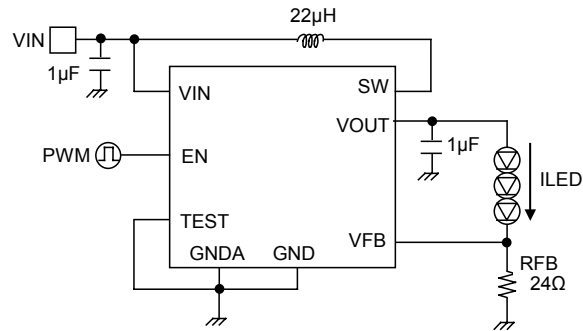 22µH
VIN
1µF
VIN
SW
VOUT
1µF
PWM
EN
ILED
TEST
VFB
GNDA
GND
RFB
24Ω